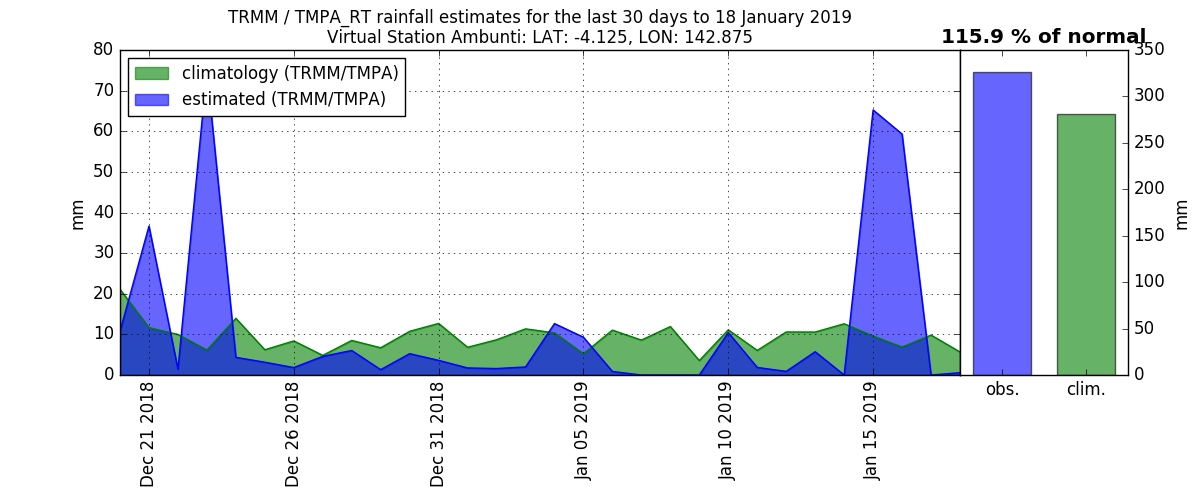 TRMM / TMPA_RT rainfall estimates for the last 30 days to 18 January 2019
Virtual Station Ambunti: LAT: -4.125, LON: 142.875
115.9 % of normal
climatology (TRMM/TMPA)
estimated (TRMM/TMPA)
mm
80
70
60
50
40
30
20
10
0
Dec 21 2018
Dec 26 2018
Dec 31 2018
Jan 05 2019
Jan 10 2019
Jan 15 2019
350
300
250
200
150
100
50
0
mm
obs.
clim.